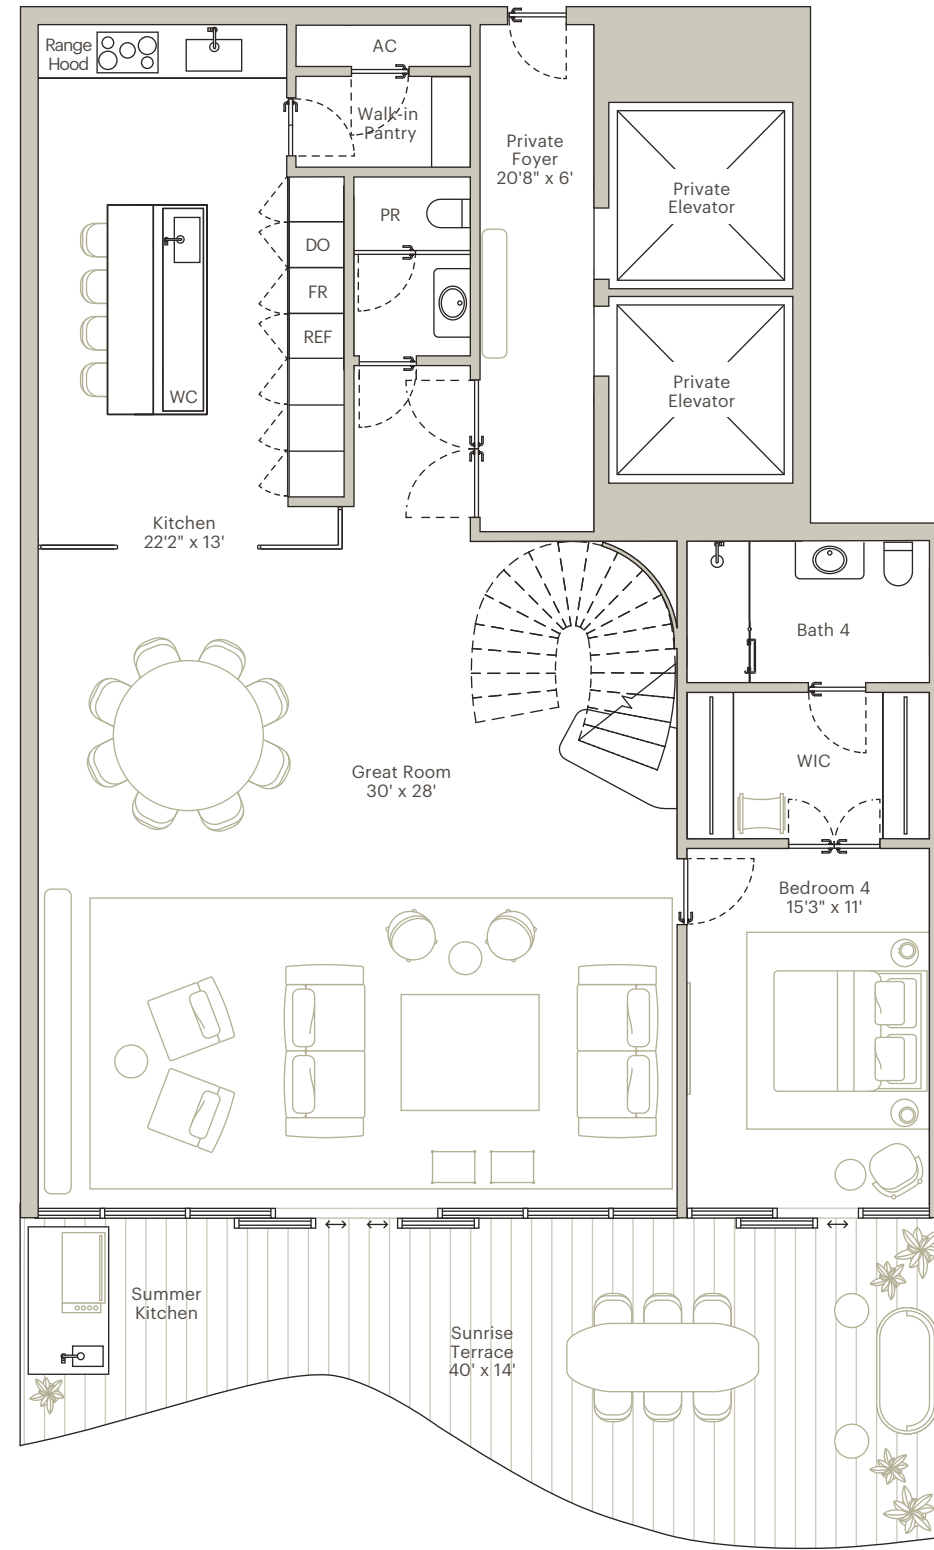 Range
Hood
AC
Walk-in
Pantry
Private
Foyer
20'8" x 6'
Private
Elevator
PR
DO
FR
REF
Private
Elevator
WC
Kitchen
22'2" x 13'
Bath 4
Great Room
30' x 28'
WIC
Bedroom 4
15'3" x 11'
Summer
Kitchen
Sunrise
Terrace
40' x 14'